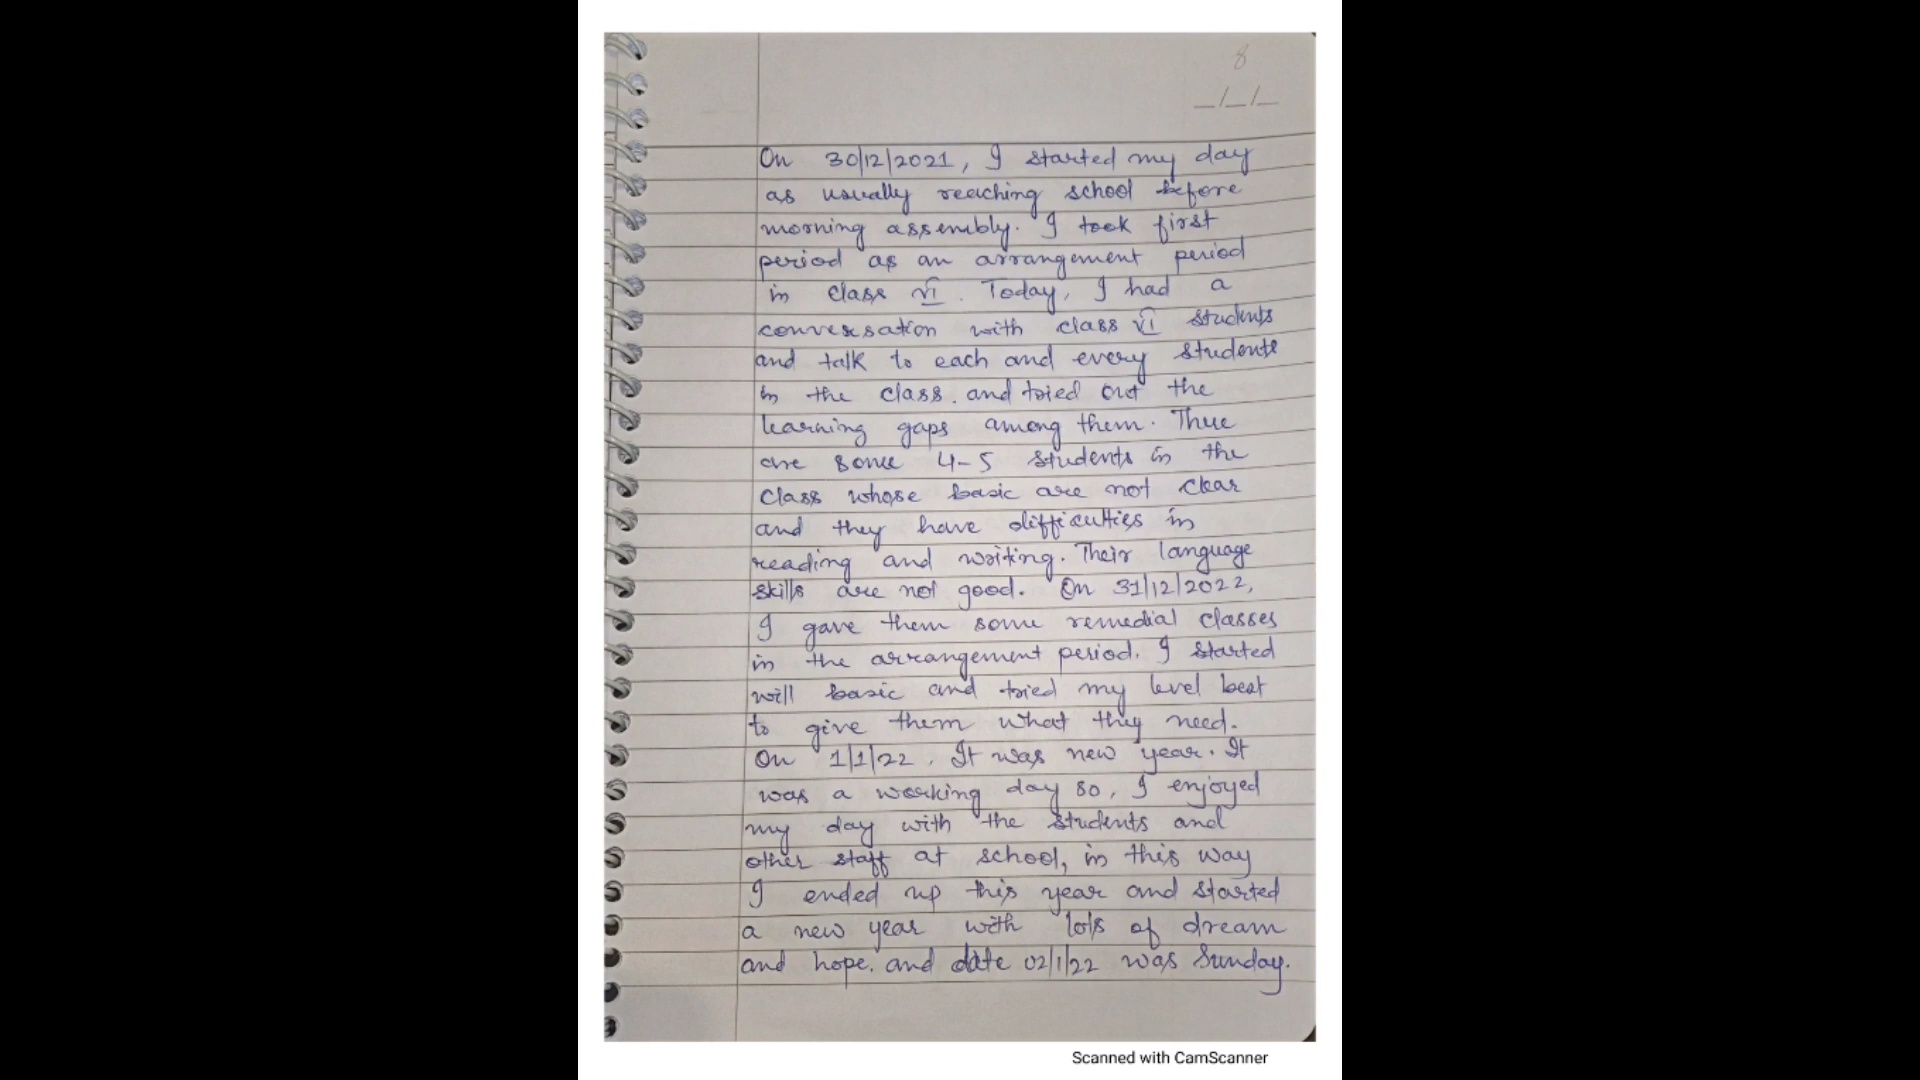 8
_/_/_
On 30/12/2021, I started my day
as usually reaching school before
morning assembly. I took first
period as an arrangement period
in class VI. Today, I had a
conversation with class VI students
and talk to each and every students
in the class. and tried out the
learning gaps among them. There
are some 4-5 students in the
class whose basic are not clear
and they have difficulties in
reading and writing. Their language
skills are not good. On 31/12/2022,
I gave them some remedial classes
in the arrangement period. I started
will basic and tried my level best
to give them what they need.
On 1/1/22. It was new year. It
was a working day so, I enjoyed
my day with the students and
other staff at school, in this way
I ended up this year and started
a new year with lots of dream
and hope. and date 02/1/22 was Sunday.
Scanned with CamScanner